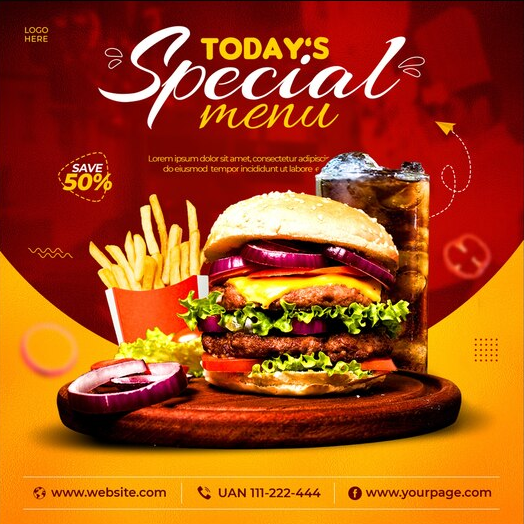 LOGO
HERE
TODAY'S
Special
menu
SAVE
50%
Lorem ipsum dolor sit amet, consectetur adipiscin
do eiusmod tempor incididunt ut labore e
www.website.com
UAN 111-222-444
www.yourpage.com